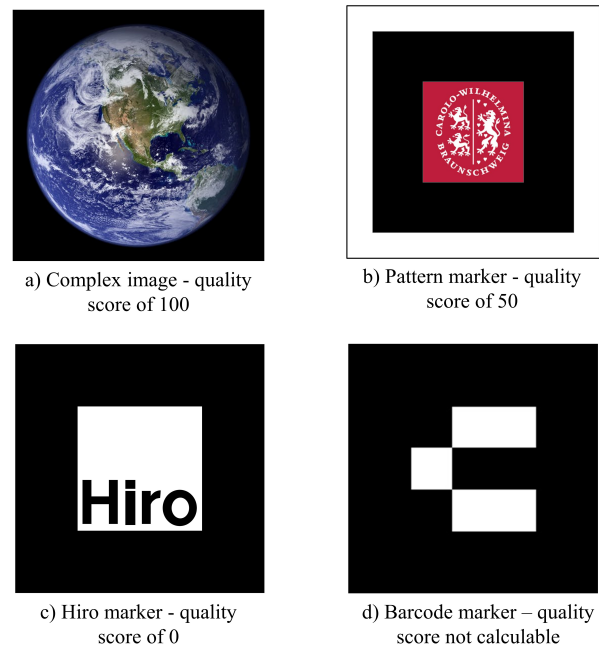 CAROLO-WILHELMINA
BRAUNSCHWEIG
a) Complex image - quality
score of 100
b) Pattern marker - quality
score of 50
Hiro
c) Hiro marker - quality
score of 0
d) Barcode marker – quality
score not calculable